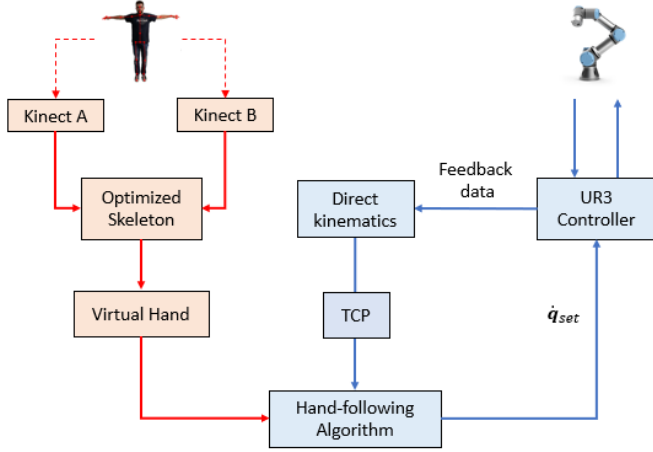 Kinect A
Kinect B
Optimized
Skeleton
Virtual Hand
Feedback
data
Direct
kinematics
UR3
Controller
TCP
q̇set
Hand-following
Algorithm